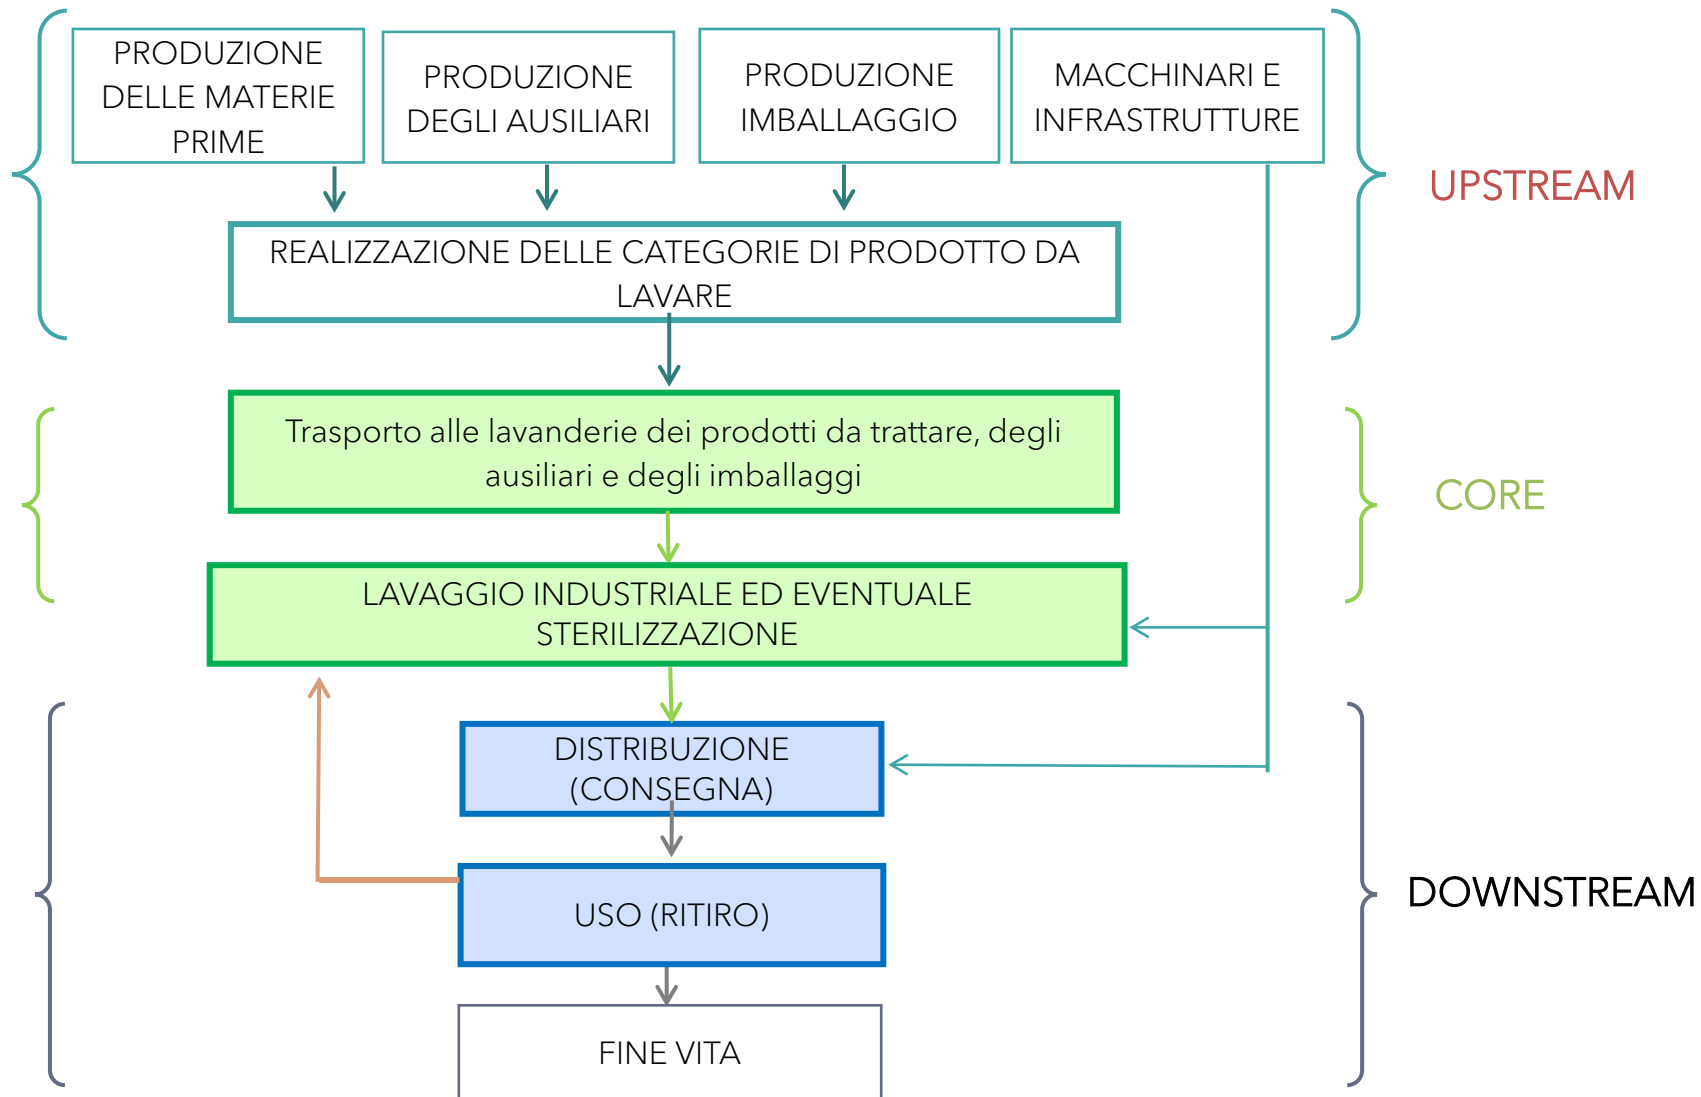 PRODUZIONE
DELLE MATERIE
PRIME
PRODUZIONE
DEGLI AUSILIARI
PRODUZIONE
IMBALLAGGIO
MACCHINARI E
INFRASTRUTTURE
UPSTREAM
REALIZZAZIONE DELLE CATEGORIE DI PRODOTTO DA
LAVARE
Trasporto alle lavanderie dei prodotti da trattare, degli
ausiliari e degli imballaggi
CORE
LAVAGGIO INDUSTRIALE ED EVENTUALE
STERILIZZAZIONE
DISTRIBUZIONE
(CONSEGNA)
USO (RITIRO)
DOWNSTREAM
FINE VITA